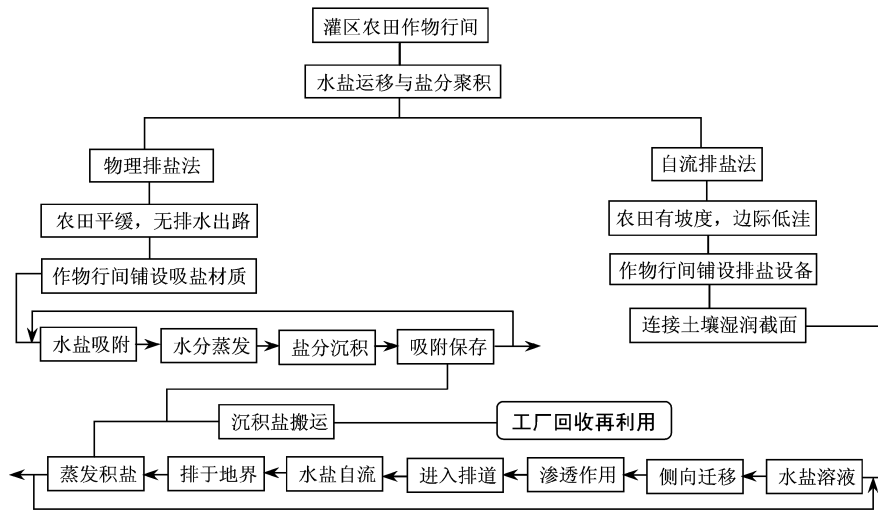 灌区农田作物行间
水盐运移与盐分聚积
物理排盐法
自流排盐法
农田平缓，无排水出路
农田有坡度，边际低洼
作物行间铺设吸盐材质
作物行间铺设排盐设备
连接土壤湿润截面
水盐吸附
水分蒸发
盐分沉积
吸附保存
沉积盐搬运
工厂回收再利用
蒸发积盐
排于地界
水盐自流
进入排道
渗透作用
侧向迁移
水盐溶液